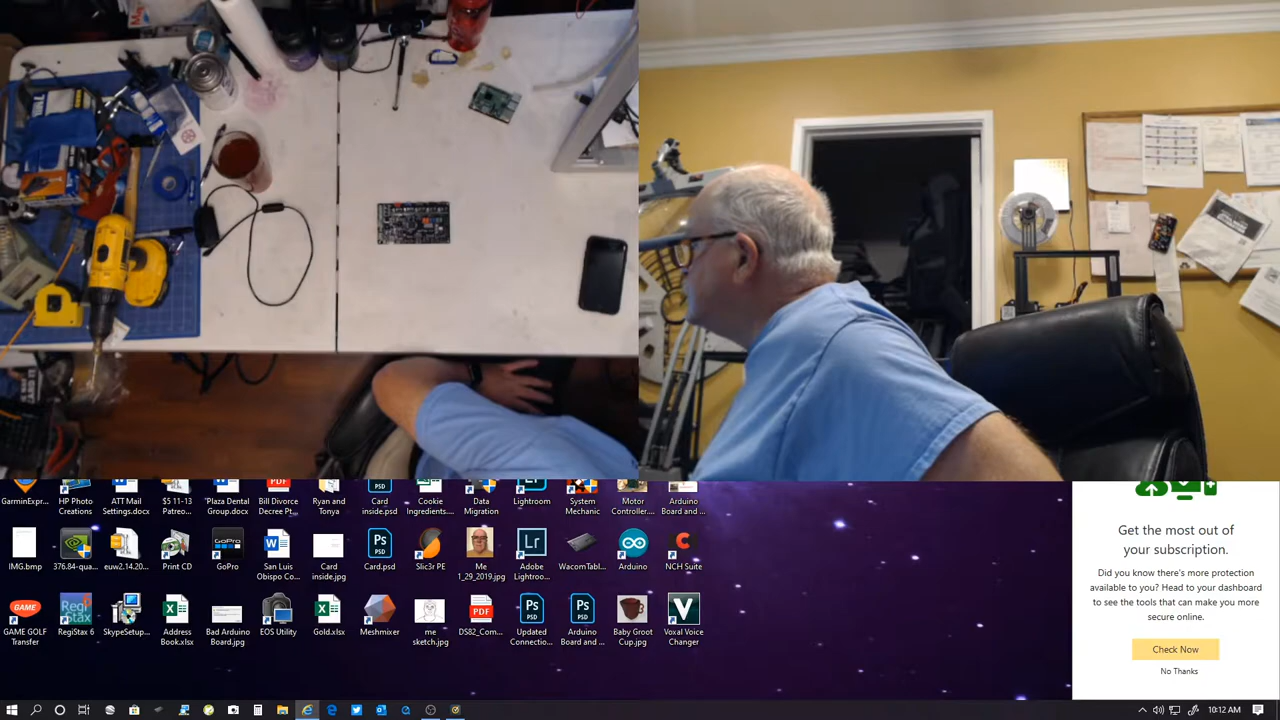 GarminExpr...
HP Photo Creations
ATT Mail Settings.docx
$5 11-13 Patreo...
"Plaza Dental Group.docx
Bill Divorce Decree Pt...
Ryan and Tonya
Card inside.psd
Cookie Ingredients....
Data Migration
Lightroom
System Mechanic
Motor Controller....
Arduino Board and ...
IMG.bmp
376.84-qua...
euw2.14.20...
Print CD
GoPro
San Luis Obispo Co...
Card inside.jpg
Card.psd
Slic3r PE
Me 1_29_2019.jpg
Adobe Lightroo...
WacomTabl...
Arduino
NCH Suite
GAME GOLF Transfer
RegiStax 6
SkypeSetup...
Address Book.xlsx
Bad Arduino Board.jpg
EOS Utility
Gold.xlsx
Meshmixer
me sketch.jpg
DS82_Com...
Updated Connectio...
Arduino Board and ...
Baby Groot Cup.jpg
Voxal Voice Changer
Get the most out of
your subscription.
Did you know there's more protection
available to you? Head to your dashboard
to see the tools that can make you more
secure online.
Check Now
No Thanks
10:12 AM